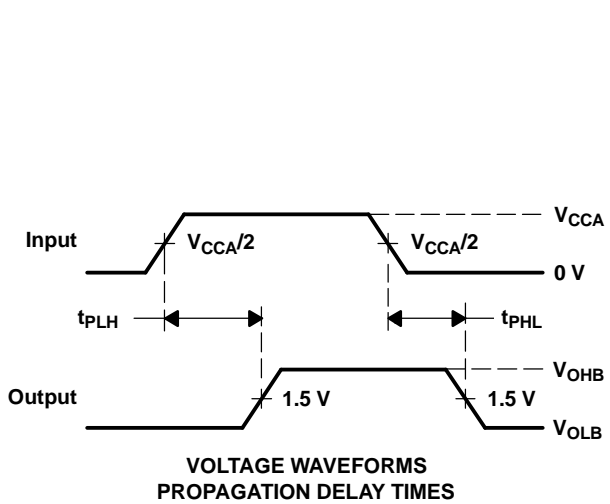 VCCA
Input
VCCA/2
VCCA/2
0 V
tPLH
tPHL
VOHB
Output
1.5 V
1.5 V
VOLB
VOLTAGE WAVEFORMS
PROPAGATION DELAY TIMES